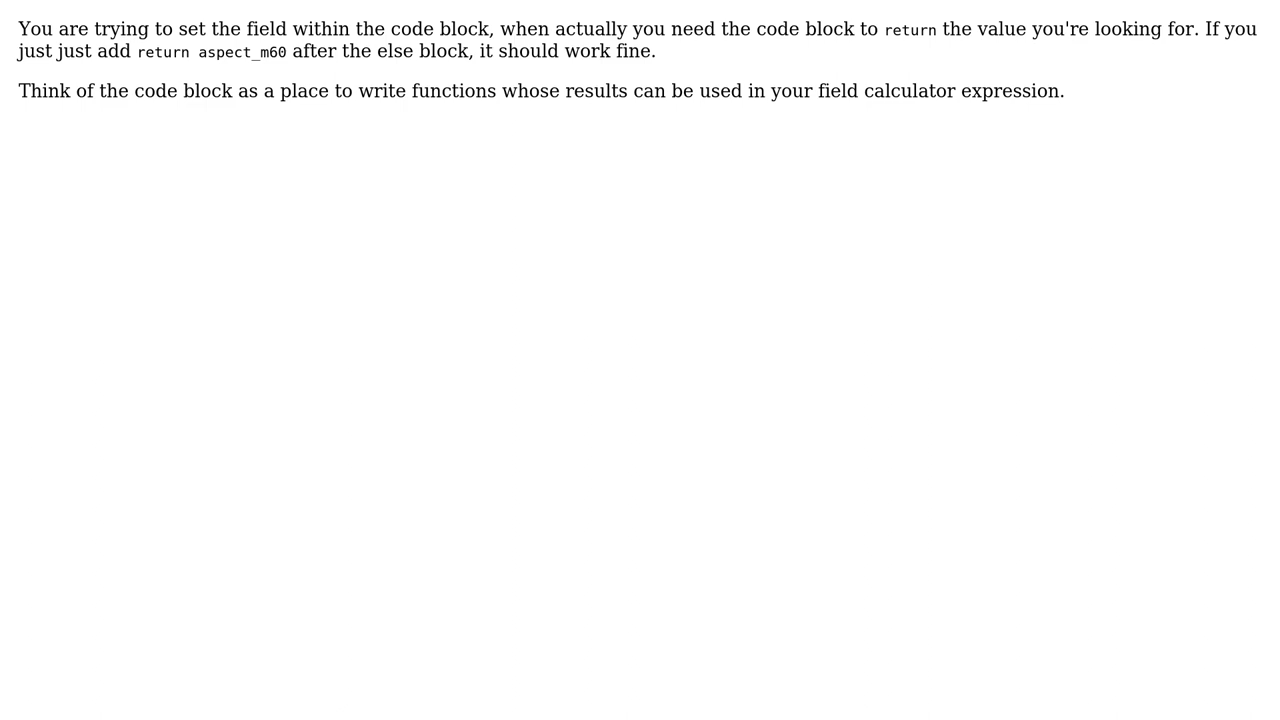 You are trying to set the field within the code block, when actually you need the code block to return the value you're looking for. If you
just just add return aspect_m60 after the else block, it should work fine.
Think of the code block as a place to write functions whose results can be used in your field calculator expression.